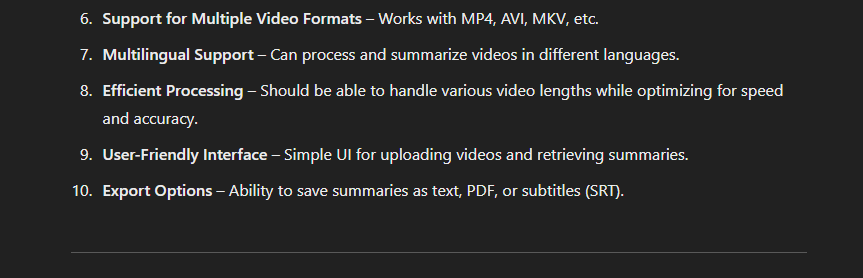 6. Support for Multiple Video Formats – Works with MP4, AVI, MKV, etc.
7. Multilingual Support – Can process and summarize videos in different languages.
8. Efficient Processing – Should be able to handle various video lengths while optimizing for speed
and accuracy.
9. User-Friendly Interface – Simple UI for uploading videos and retrieving summaries.
10. Export Options – Ability to save summaries as text, PDF, or subtitles (SRT).